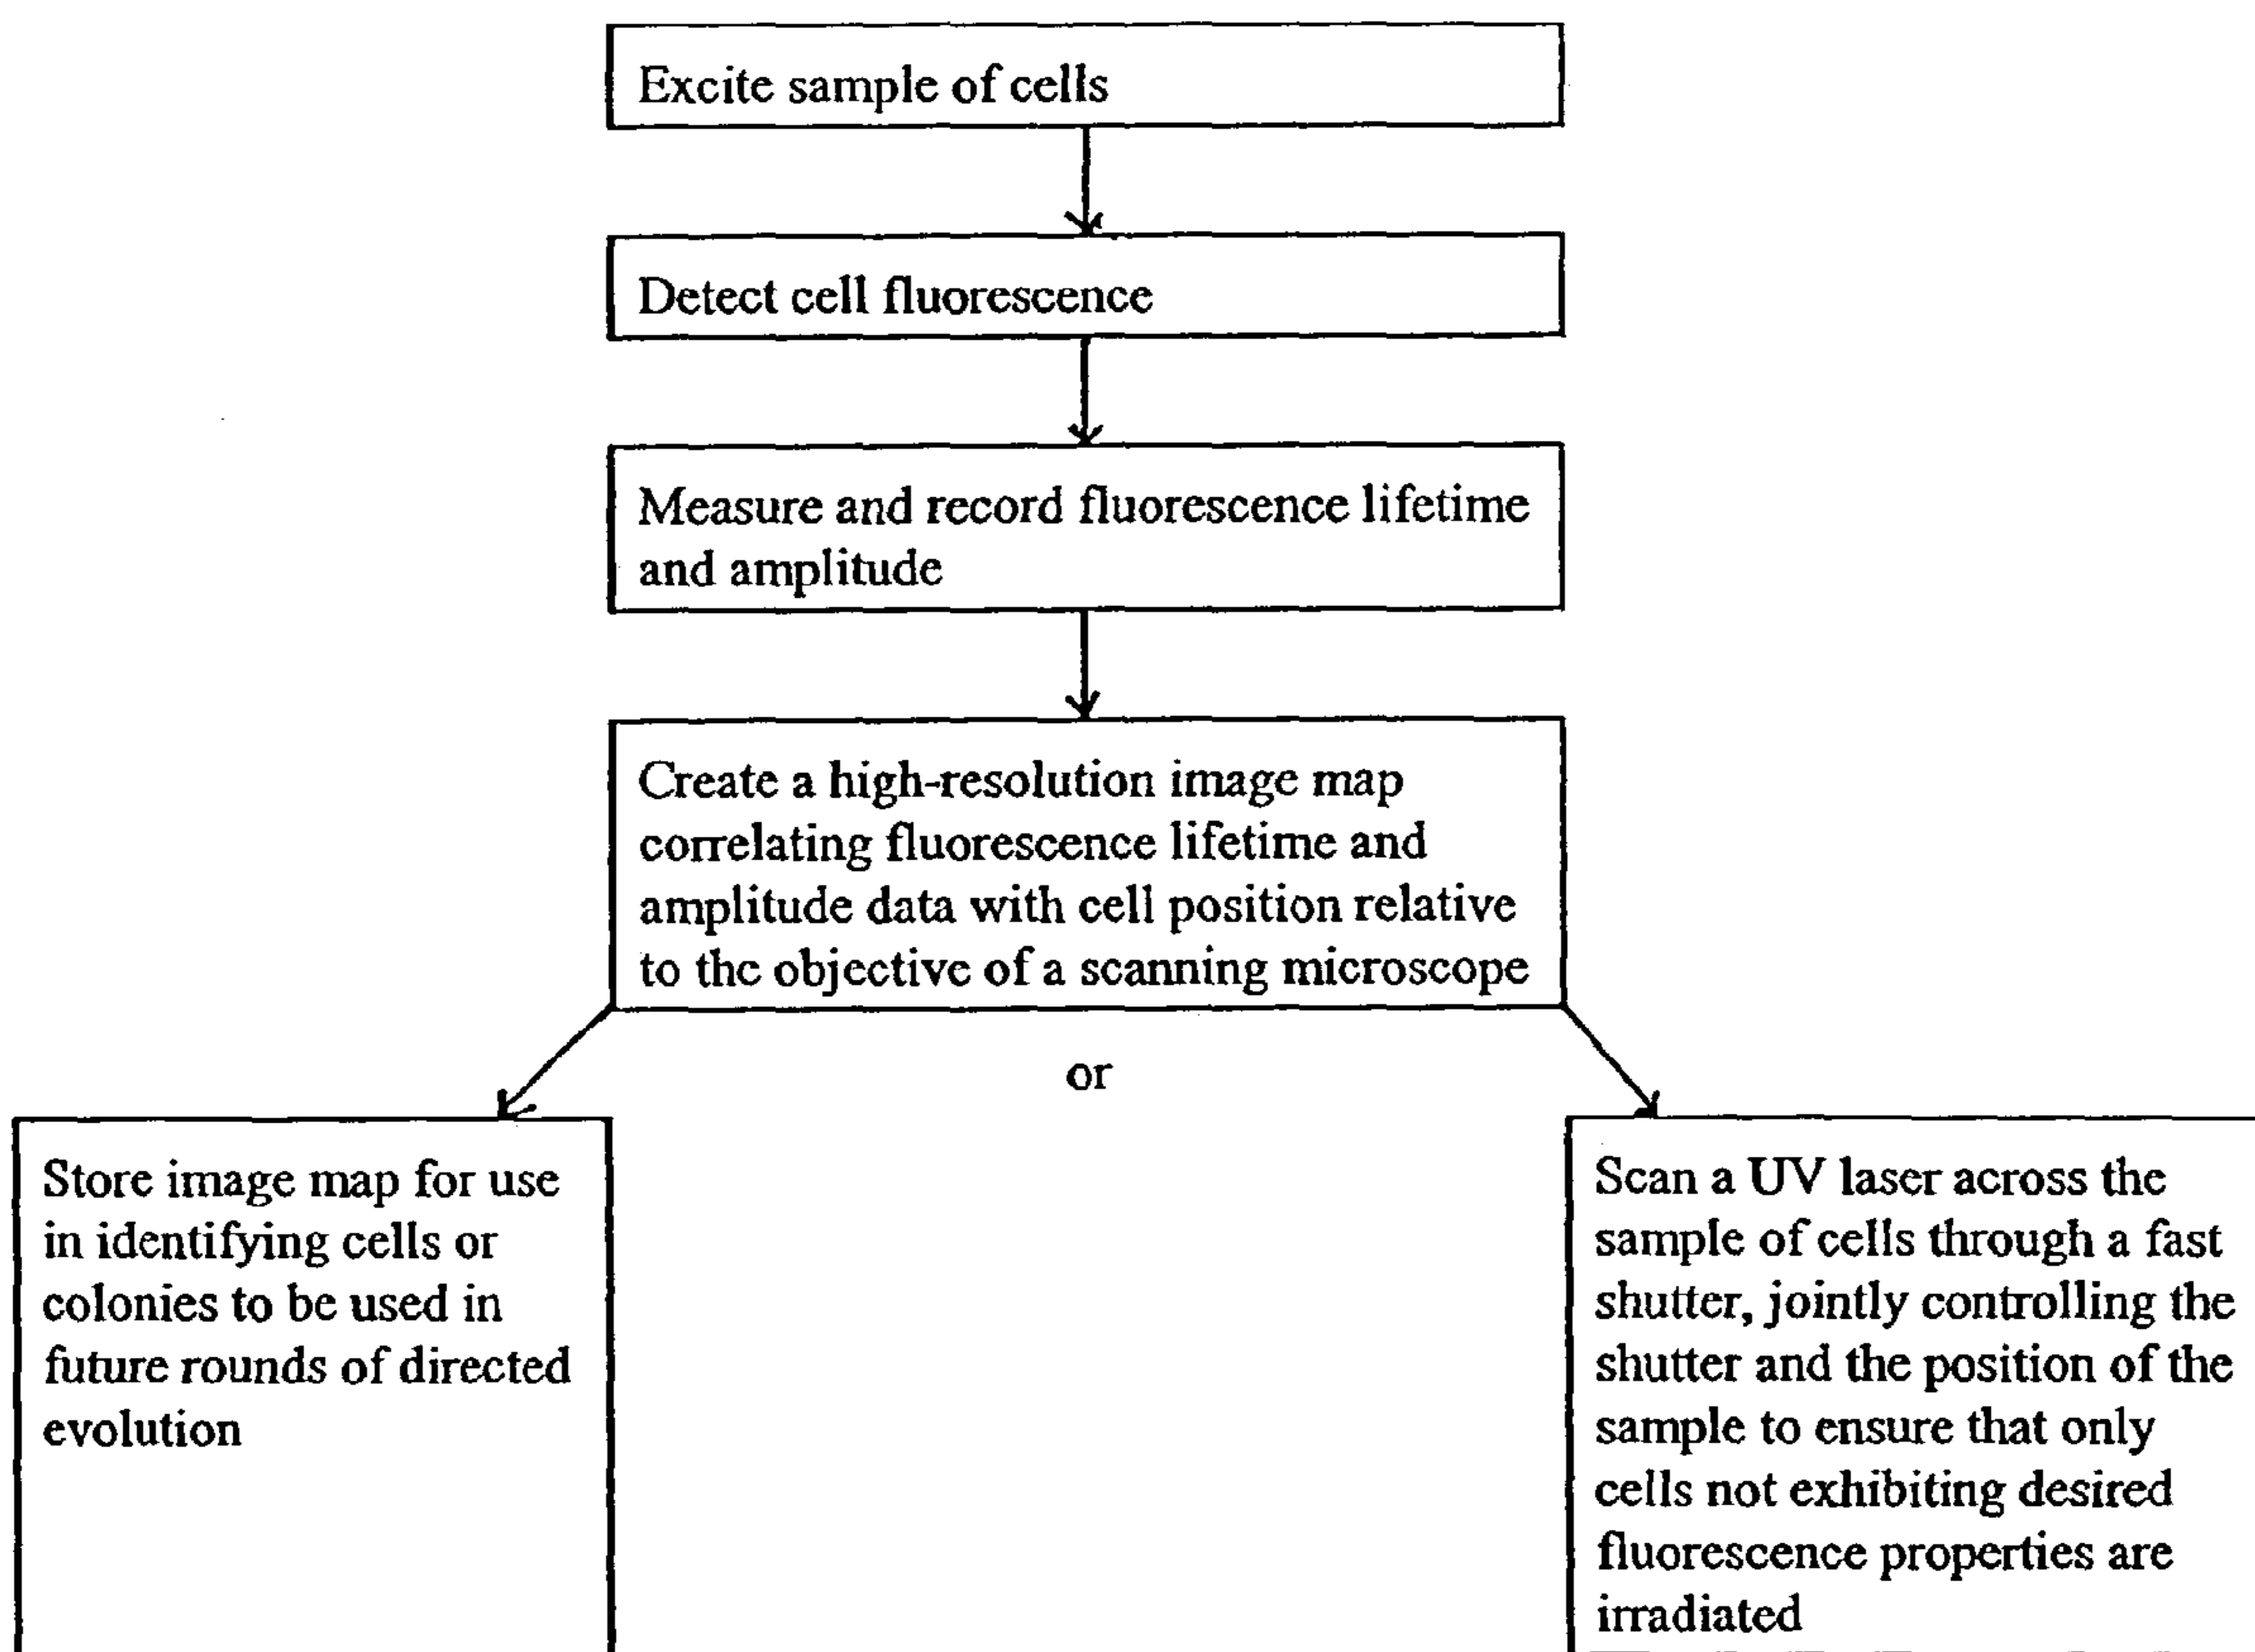 Excite sample of cells
Detect cell fluorescence
Measure and record fluorescence lifetime
and amplitude
Create a high-resolution image map
correlating fluorescence lifetime and
amplitude data with cell position relative
to the objective of a scanning microscope
or
Store image map for use
in identifying cells or
colonies to be used in
future rounds of directed
evolution
Scan a UV laser across the
sample of cells through a fast
shutter, jointly controlling the
shutter and the position of the
sample to ensure that only
cells not exhibiting desired
fluorescence properties are
irradiated